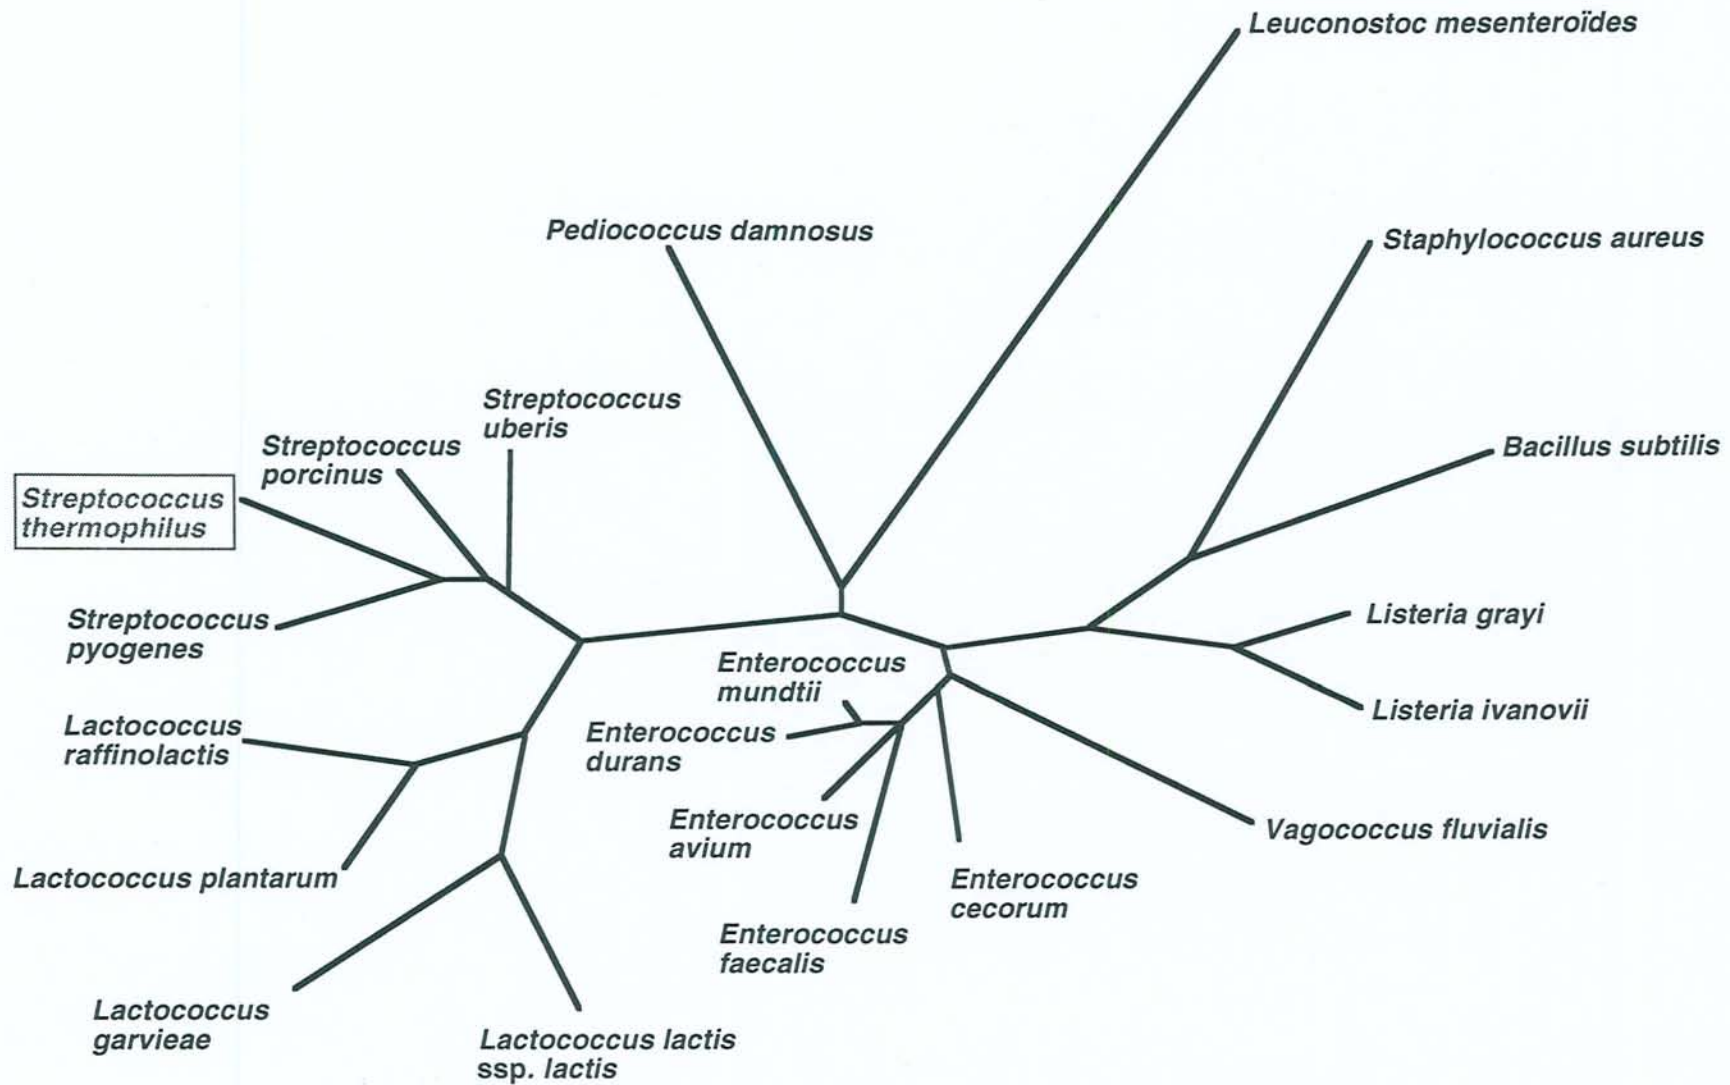 Leuconostoc mesenteroïdes
Pediococcus damnosus
Staphylococcus aureus
Streptococcus
uberis
Streptococcus
porcinus
Bacillus subtilis
Streptococcus
thermophilus
Streptococcus
pyogenes
Listeria grayi
Enterococcus
mundtii
Listeria ivanovii
Lactococcus
raffinolactis
Enterococcus
durans
Enterococcus
avium
Vagococcus fluvialis
Lactococcus plantarum
Enterococcus
cecorum
Enterococcus
faecalis
Lactococcus
garvieae
Lactococcus lactis
ssp. lactis